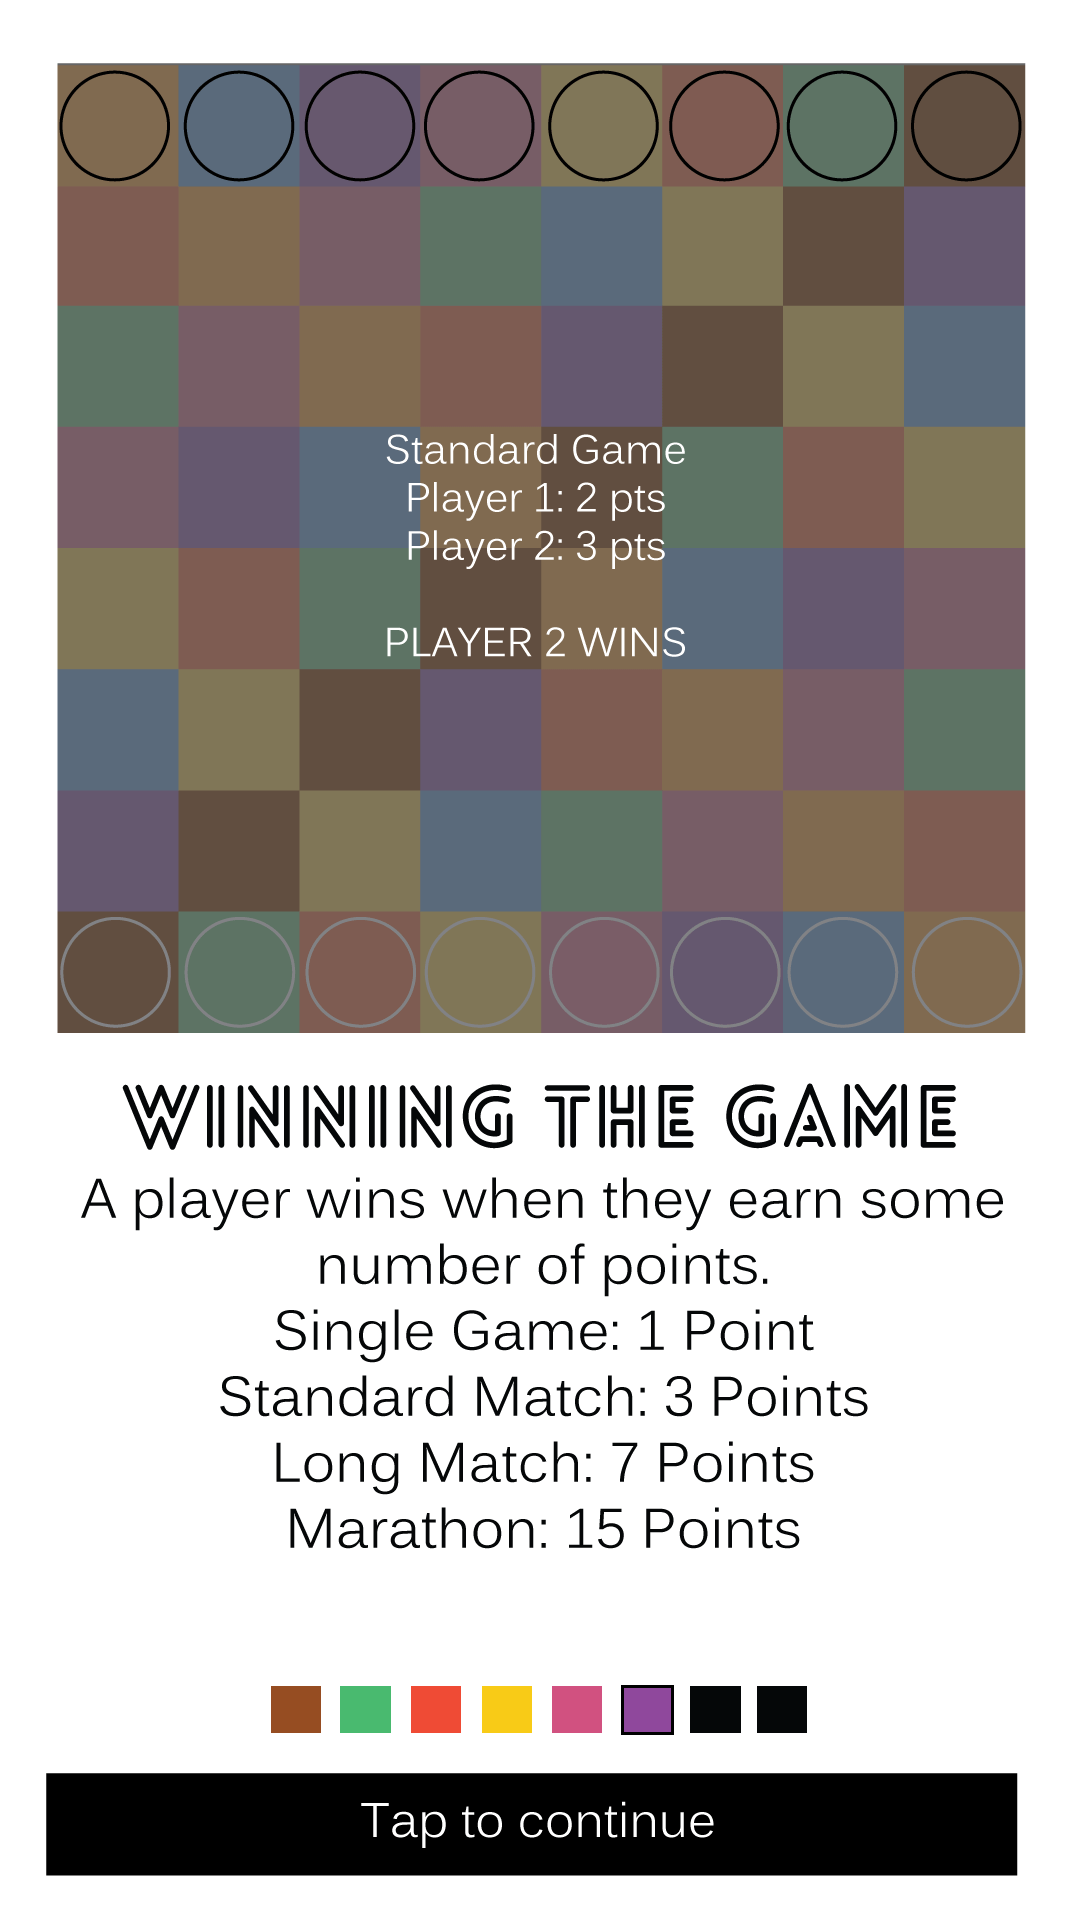 Standard Game
Player 1: 2 pts
Player 2: 3 pts
PLAYER 2 WINS
WINNING THE GAME
A player wins when they earn some
number of points.
Single Game: 1 Point
Standard Match: 3 Points
Long Match: 7 Points
Marathon: 15 Points
Tap to continue